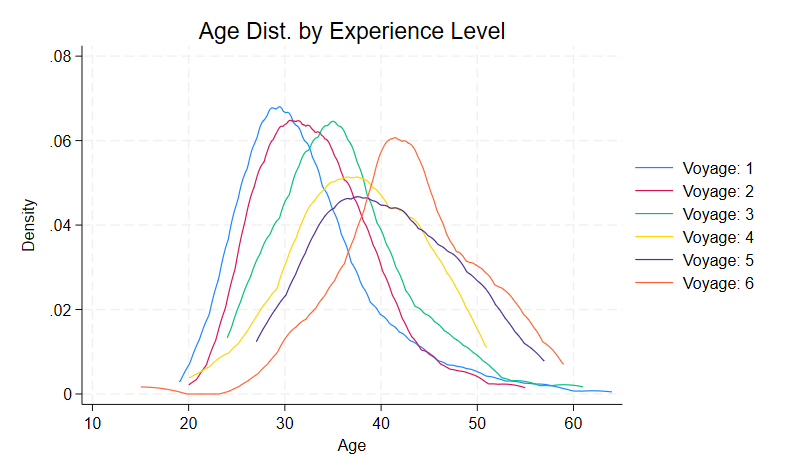 Age Dist. by Experience Level
.08
.06
.04
.02
0
Density
10 20 30 40 50 60
Age
Voyage: 1
Voyage: 2
Voyage: 3
Voyage: 4
Voyage: 5
Voyage: 6